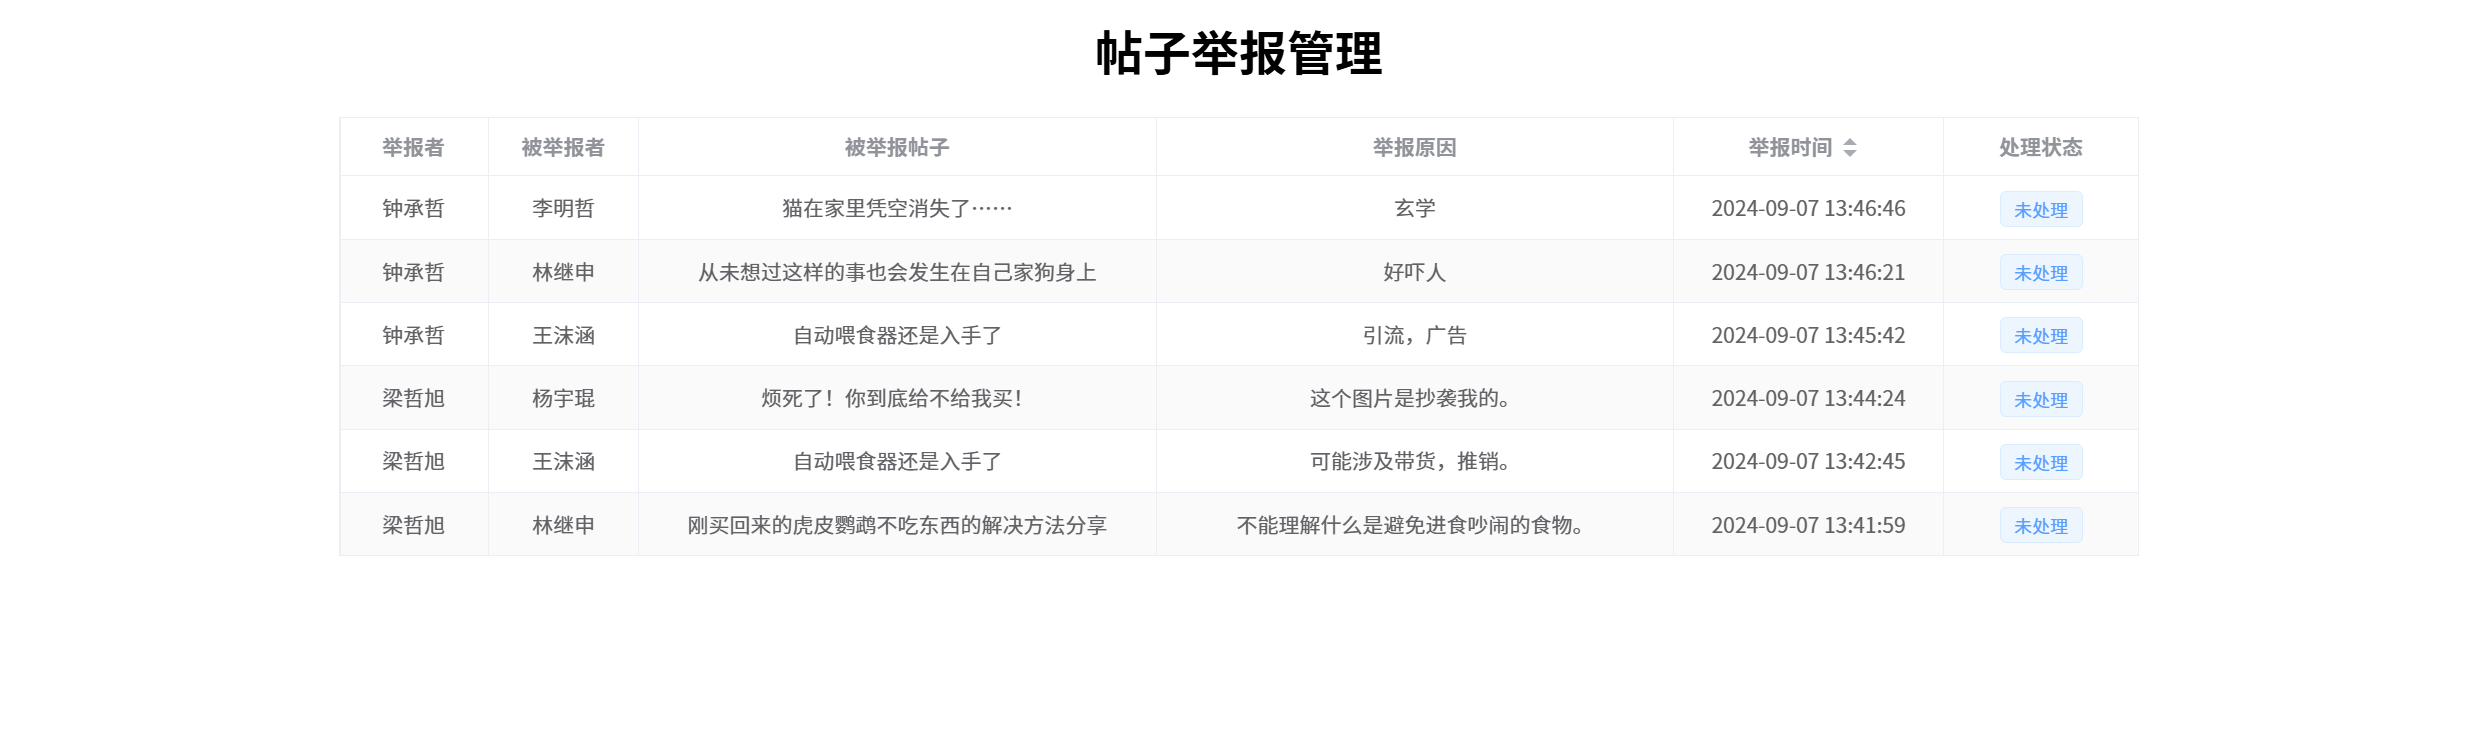 帖子举报管理
举报者 被举报者 被举报帖子 举报原因 举报时间 处理状态
钟承哲 李明哲 猫在家里凭空消失了…… 玄学 2024-09-07 13:46:46 未处理
钟承哲 林继申 从未想过这样的事也会发生在自己家狗身上 好吓人 2024-09-07 13:46:21 未处理
钟承哲 王沫涵 自动喂食器还是入手了 引流，广告 2024-09-07 13:45:42 未处理
梁哲旭 杨宇琨 烦死了！你到底给不给我买！ 这个图片是抄袭我的。 2024-09-07 13:44:24 未处理
梁哲旭 王沫涵 自动喂食器还是入手了 可能涉及带货，推销。 2024-09-07 13:42:45 未处理
梁哲旭 林继申 刚买回来的虎皮鹦鹉不吃东西的解决方法分享 不能理解什么是避免进食吵闹的食物。 2024-09-07 13:41:59 未处理